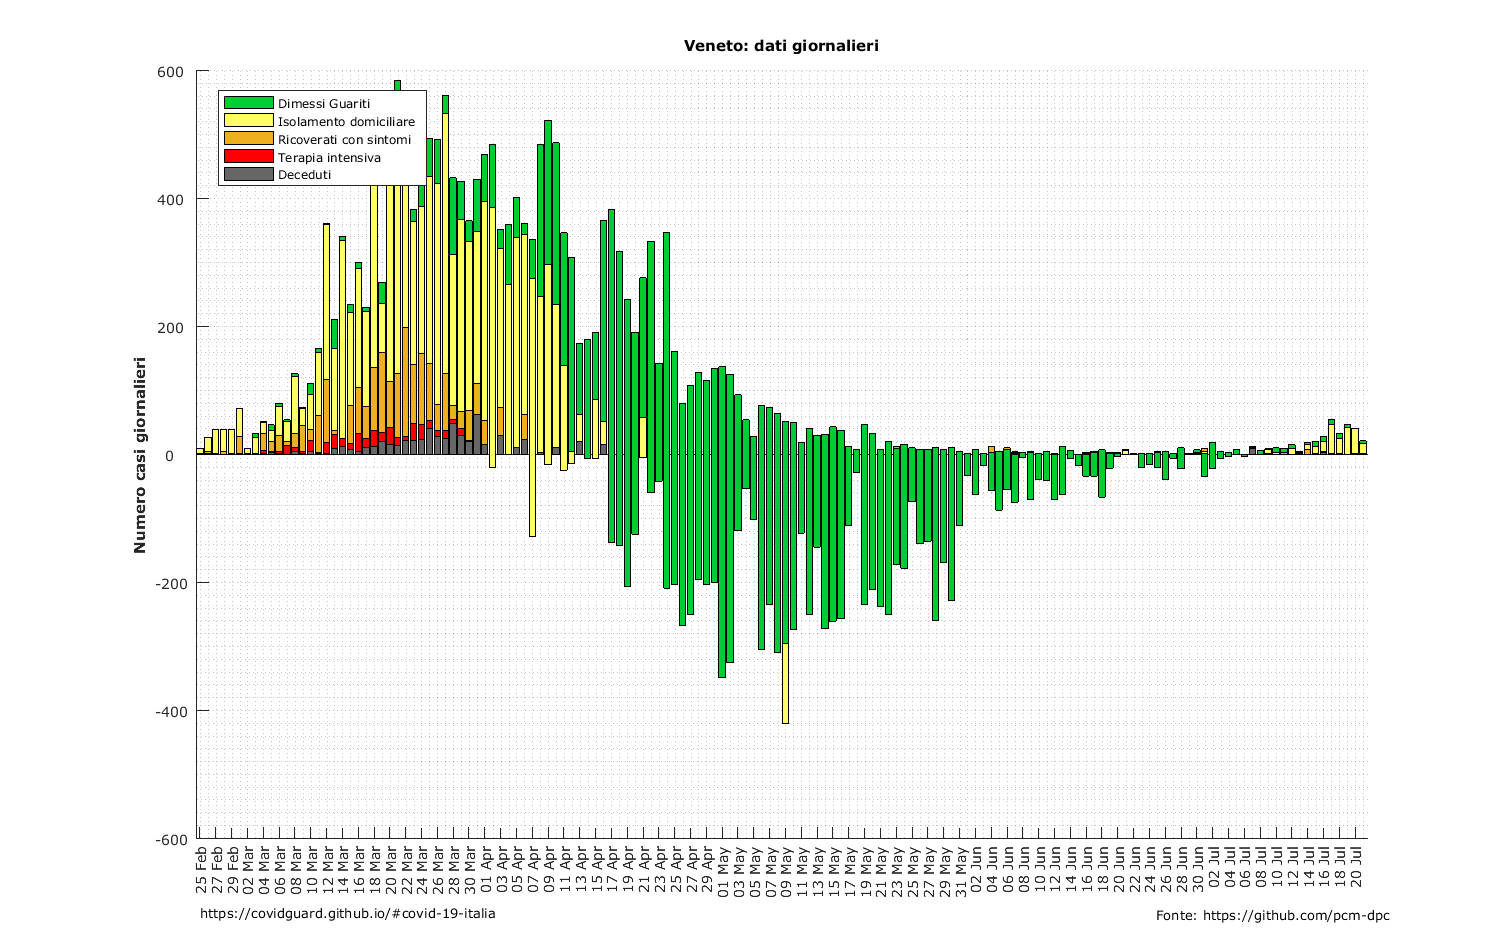 Veneto: dati giornalieri
Numero casi giornalieri
600
400
200
0
-200
-400
-600
Dimessi Guariti
Isolamento domiciliare
Ricoverati con sintomi
Terapia intensiva
Deceduti
25 Feb
27 Feb
29 Feb
02 Mar
04 Mar
06 Mar
08 Mar
10 Mar
12 Mar
14 Mar
16 Mar
18 Mar
20 Mar
22 Mar
24 Mar
26 Mar
28 Mar
30 Mar
01 Apr
03 Apr
05 Apr
07 Apr
09 Apr
11 Apr
13 Apr
15 Apr
17 Apr
19 Apr
21 Apr
23 Apr
25 Apr
27 Apr
29 Apr
01 May
03 May
05 May
07 May
09 May
11 May
13 May
15 May
17 May
19 May
21 May
23 May
25 May
27 May
29 May
31 May
02 Jun
04 Jun
06 Jun
08 Jun
10 Jun
12 Jun
14 Jun
16 Jun
18 Jun
20 Jun
22 Jun
24 Jun
26 Jun
28 Jun
30 Jun
02 Jul
04 Jul
06 Jul
08 Jul
10 Jul
12 Jul
14 Jul
16 Jul
18 Jul
20 Jul
https://covidguard.github.io/#covid-19-italia
Fonte: https://github.com/pcm-dpc